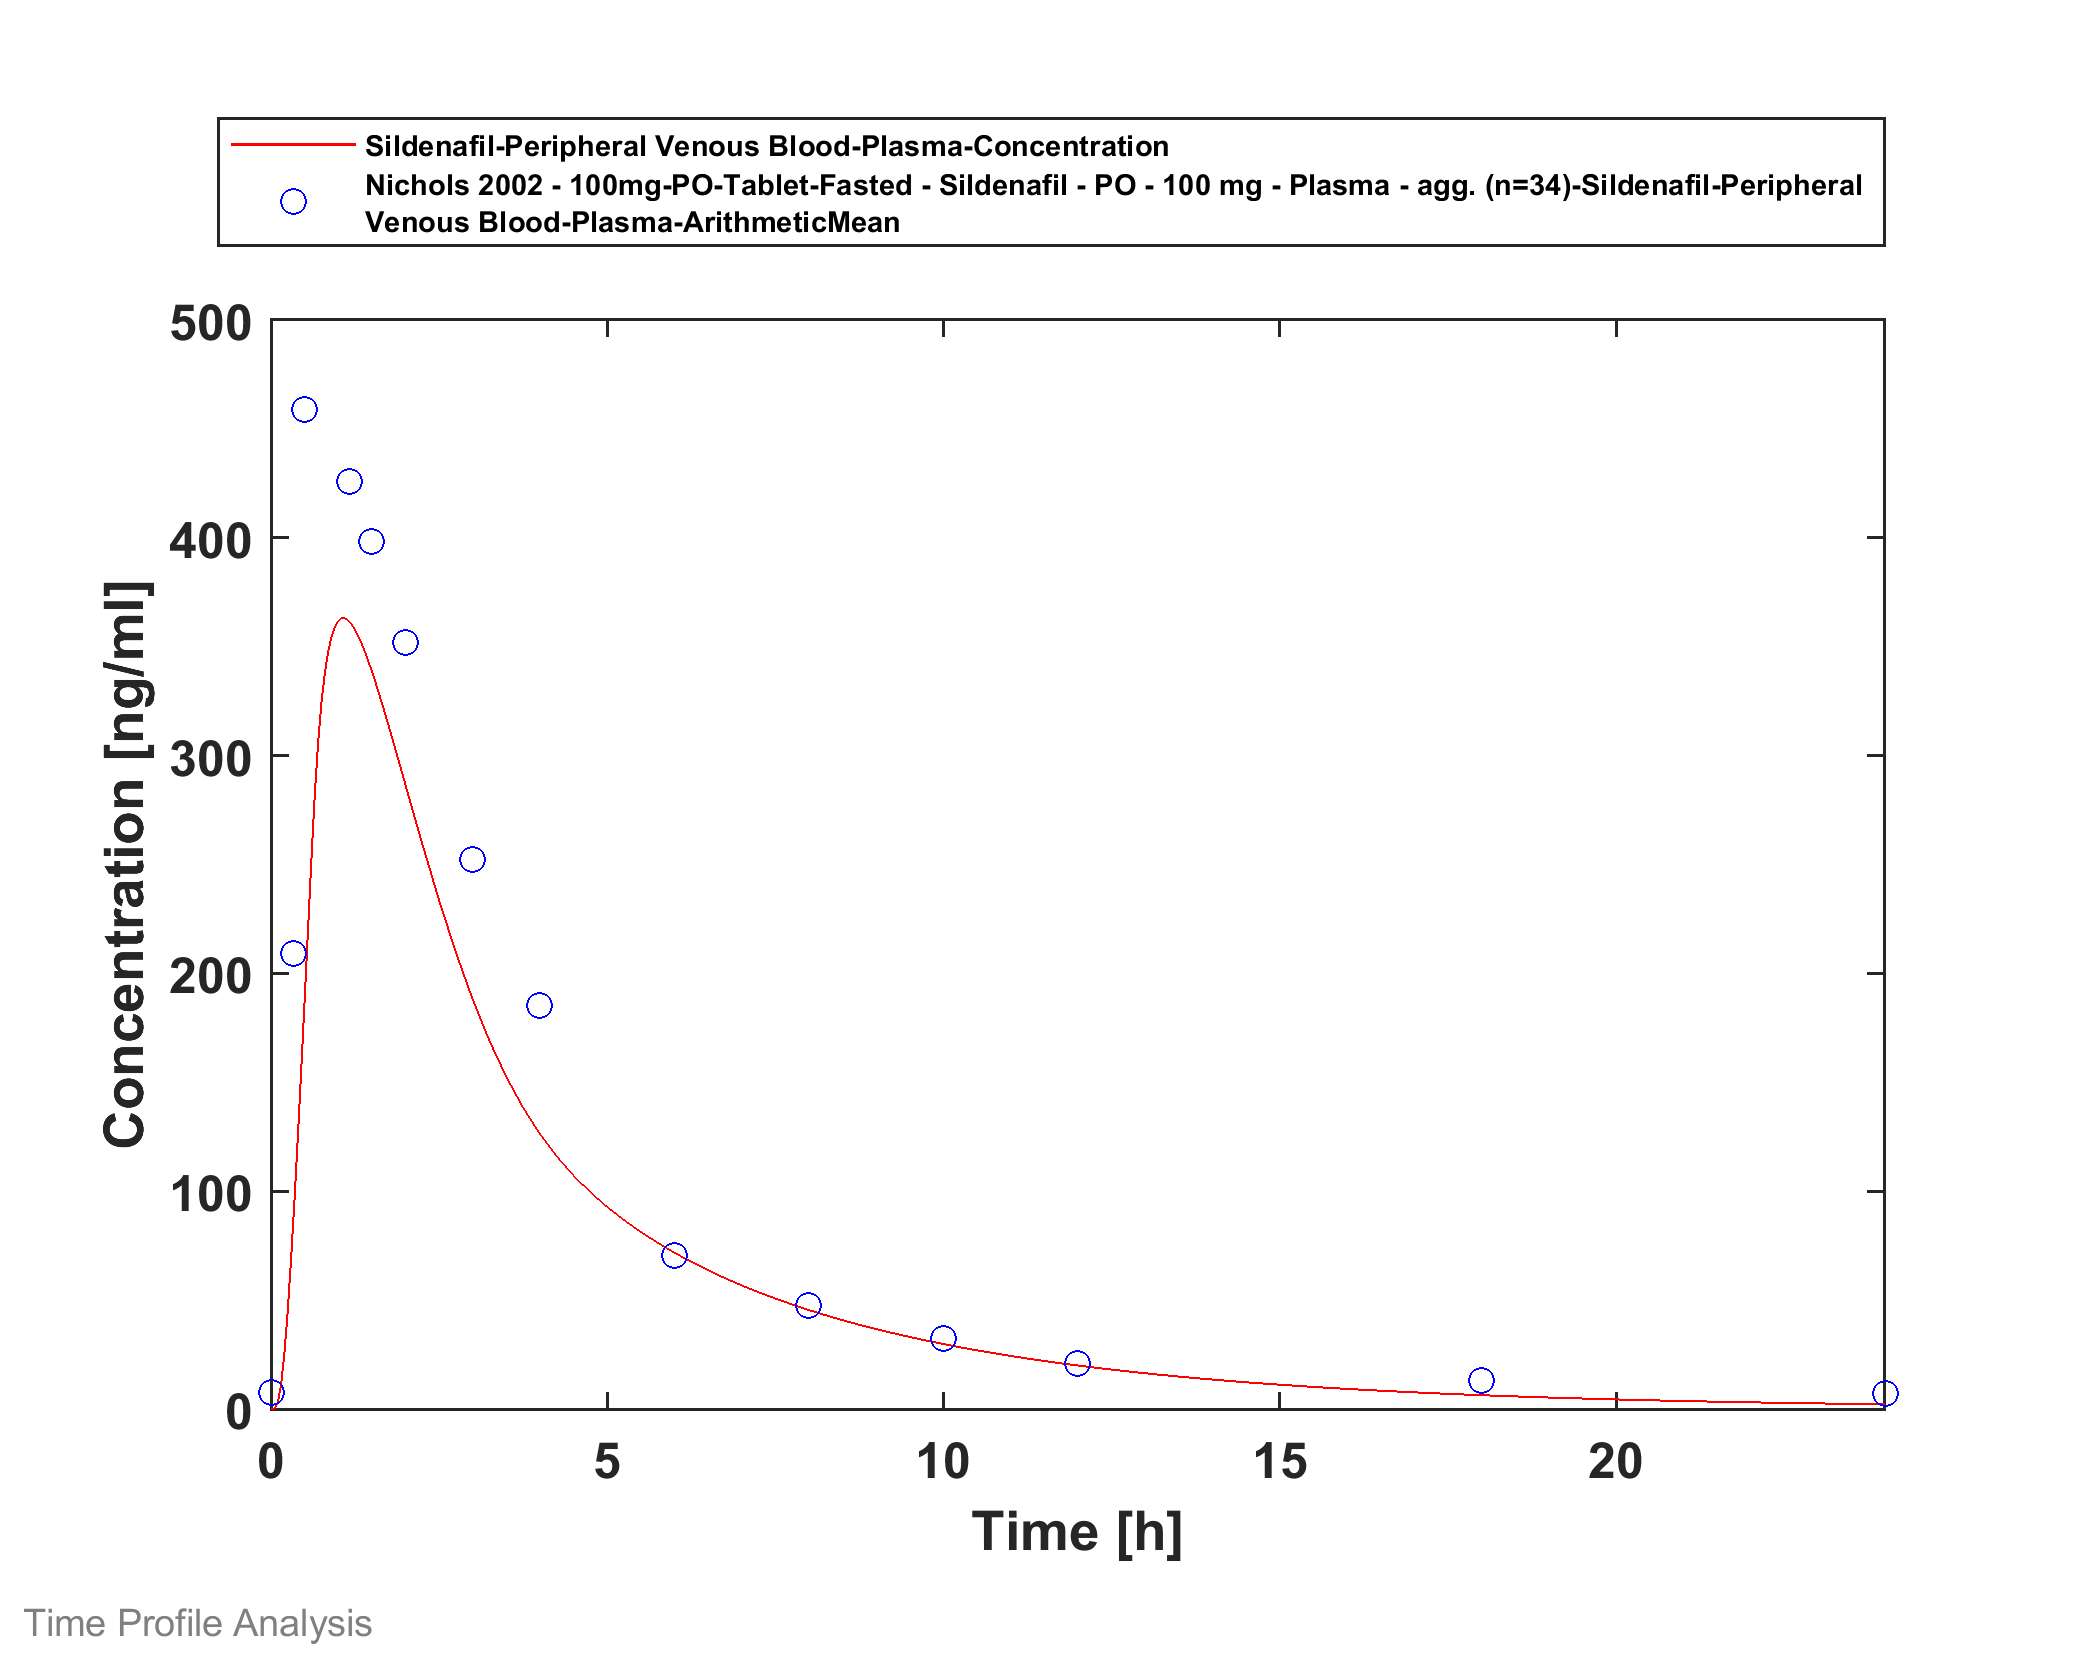 Sildenafil-Peripheral Venous Blood-Plasma-Concentration
Nichols 2002 - 100mg-PO-Tablet-Fasted - Sildenafil - PO - 100 mg - Plasma - agg. (n=34)-Sildenafil-Peripheral
Venous Blood-Plasma-ArithmeticMean
500
400
300
200
100
0
Concentration [ng/ml]
0 5 10 15 20
Time [h]
Time Profile Analysis